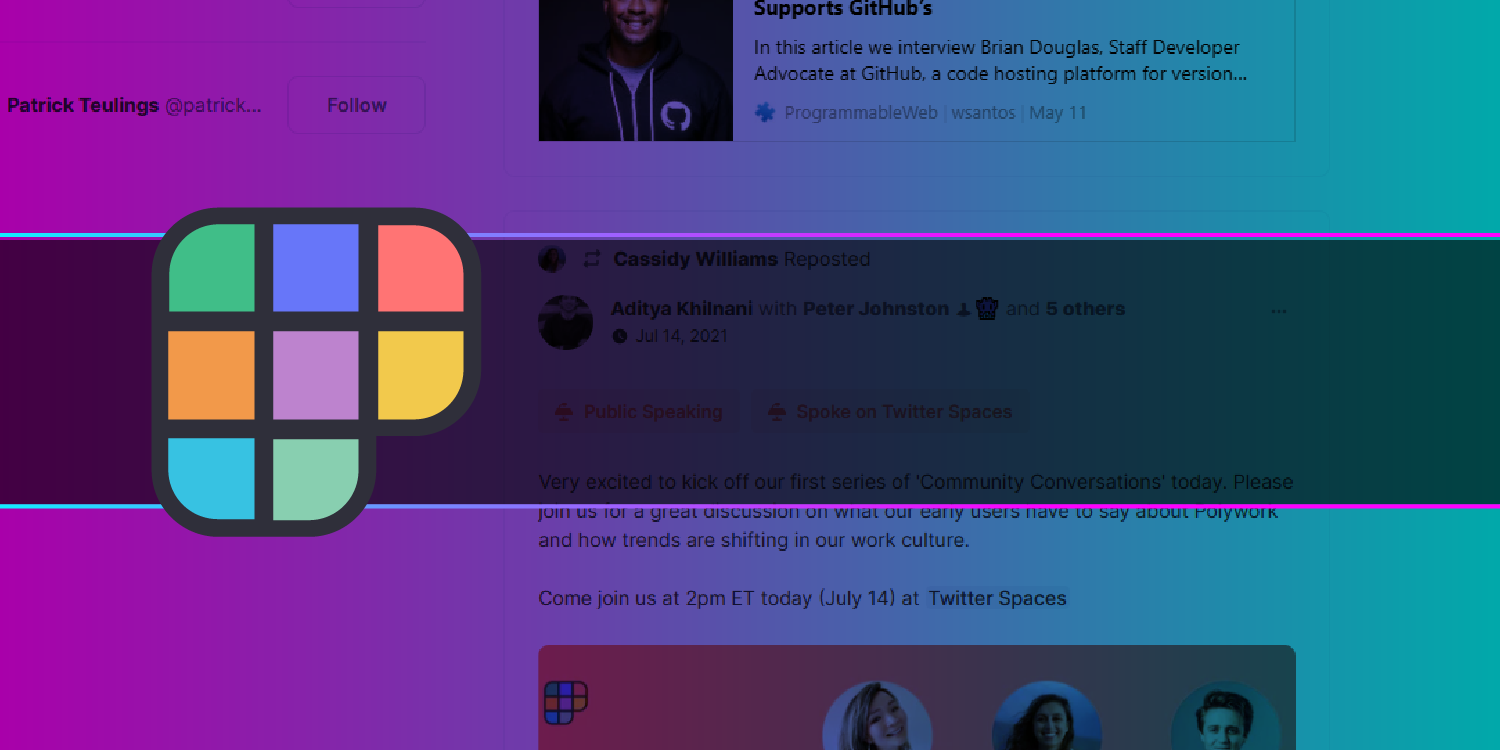 Supports GitHub's
In this article we interview Brian Douglas, Staff Developer
Advocate at GitHub, a code hosting platform for version...
ProgrammableWeb | wsantos | May 11
Patrick Teulings @patrick...
Follow
Cassidy Williams Reposted
Aditya Khilnani with Peter Johnston and 5 others
Jul 14, 2021
Public Speaking
Spoke on Twitter Spaces
Very excited to kick off our first series of 'Community Conversations' today. Please
join us for a great discussion on what our early users have to say about Polywork
and how trends are shifting in our work culture.
Come join us at 2pm ET today (July 14) at Twitter Spaces